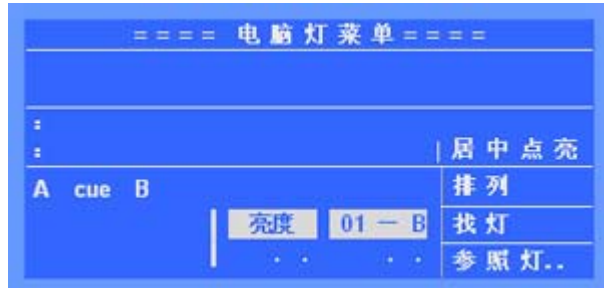 ==== 电脑灯菜单====
:
:
居中点亮
A cue B
排列
亮度 01 － B
找灯
. . . .
参照灯..